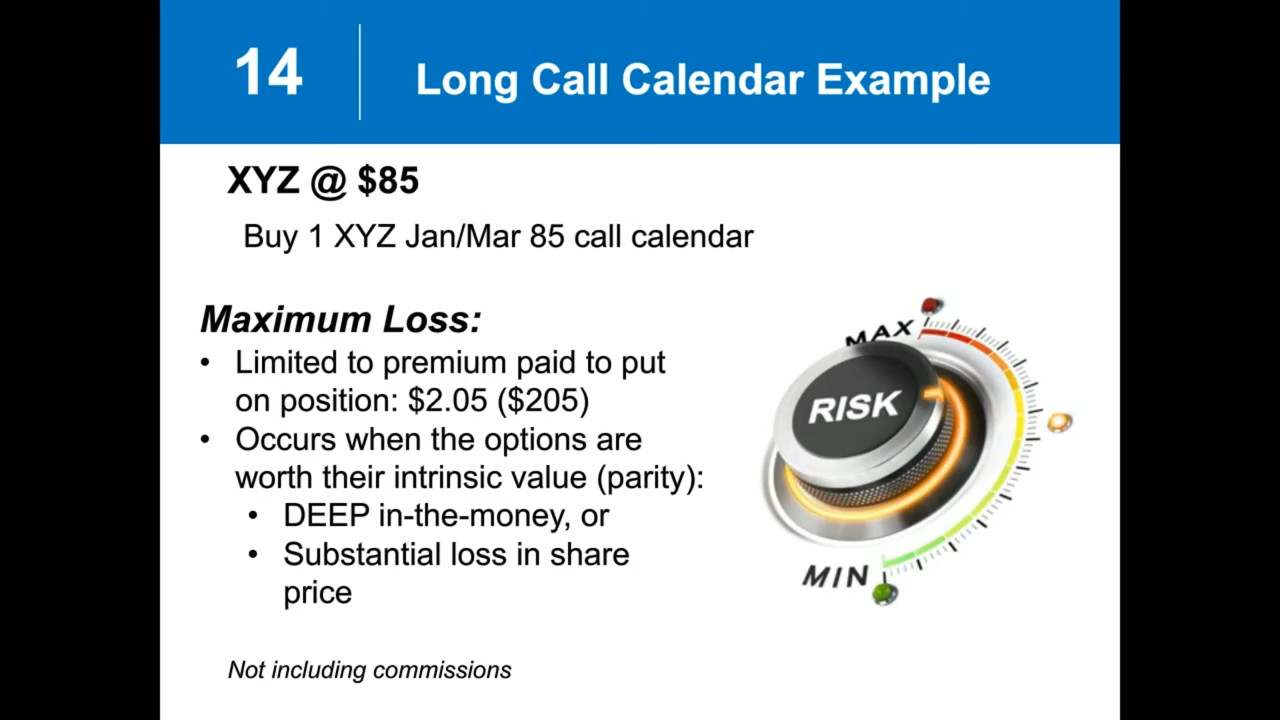 14
Long Call Calendar Example
XYZ @ $85
Buy 1 XYZ Jan/Mar 85 call calendar
Maximum Loss:
• Limited to premium paid to put
on position: $2.05 ($205)
• Occurs when the options are
worth their intrinsic value (parity):
• DEEP in-the-money, or
• Substantial loss in share
price
MAX
RISK
MIN
Not including commissions